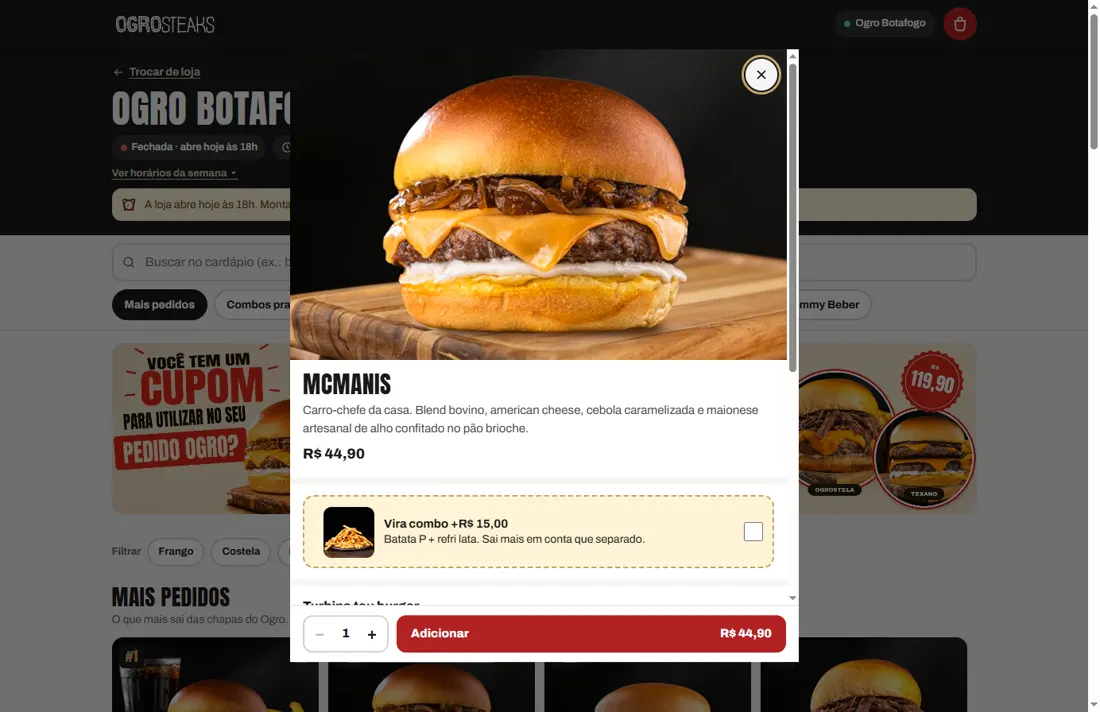 OGROSTEAKS
Ogro Botafogo
Trocar de loja
OGRO BOTAF
Fechada · abre hoje às 18h
Ver horários da semana
A loja abre hoje às 18h. Monta
Buscar no cardápio (ex.: b
Mais pedidos
Combos pra
mmy Beber
VOCÊ TEM UM
CUPOM
PARA UTILIZAR NO SEU
PEDIDO OGRO?
R$
119,90
OGROSTELA
TEXANO
Filtrar
Frango
Costela
MAIS PEDIDOS
O que mais sai das chapas do Ogro.
#1
MCMANIS
Carro-chefe da casa. Blend bovino, american cheese, cebola caramelizada e maionese
artesanal de alho confitado no pão brioche.
R$ 44,90
Vira combo +R$ 15,00
Batata P + refri lata. Sai mais em conta que separado.
Turbine teu burger
1
Adicionar
R$ 44,90